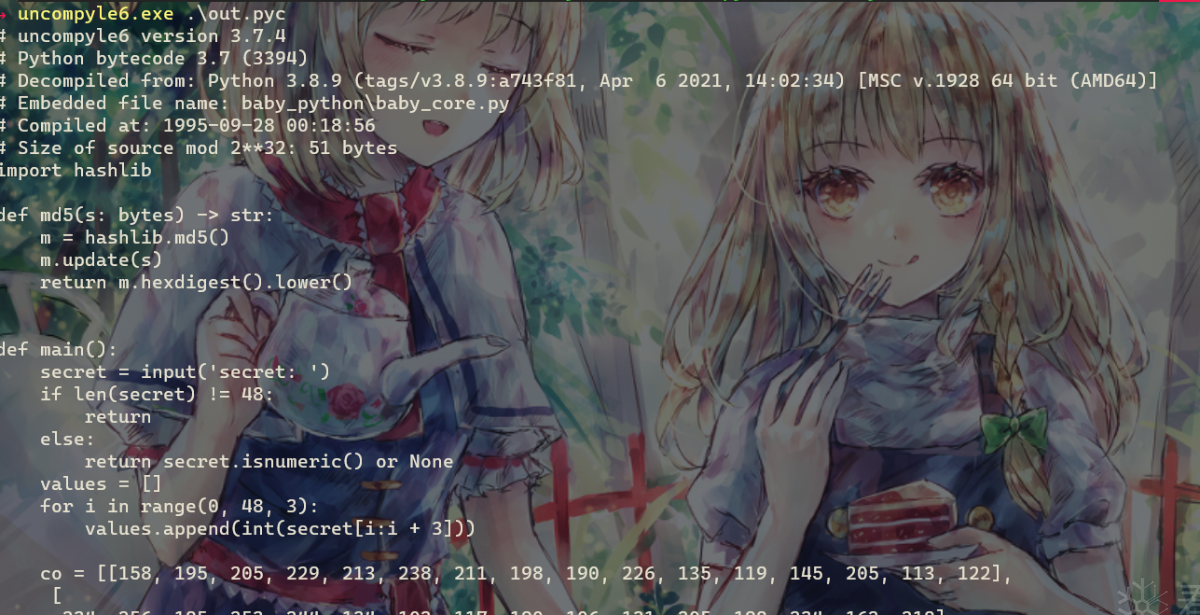 → uncompyle6.exe .\out.pyc
# uncompyle6 version 3.7.4
# Python bytecode 3.7 (3394)
# Decompiled from: Python 3.8.9 (tags/v3.8.9:a743f81, Apr  6 2021, 14:02:34) [MSC v.1928 64 bit (AMD64)]
# Embedded file name: baby_python\baby_core.py
# Compiled at: 1995-09-28 00:18:56
# Size of source mod 2**32: 51 bytes
import hashlib
def md5(s: bytes) -> str:
    m = hashlib.md5()
    m.update(s)
    return m.hexdigest().lower()
def main():
    secret = input('secret: ')
    if len(secret) != 48:
        return
    else:
        return secret.isnumeric() or None
    values = []
    for i in range(0, 48, 3):
        values.append(int(secret[i:i + 3]))
    co = [[158, 195, 205, 229, 213, 238, 211, 198, 190, 226, 135, 119, 145, 205, 113, 122],
     [